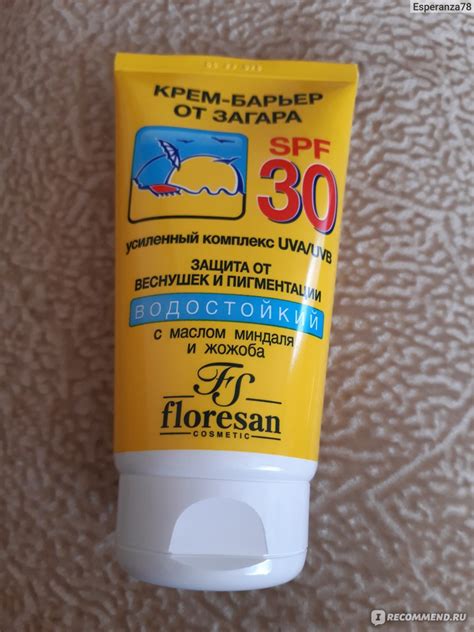 Esperanza78
КРЕМ-БАРЬЕР
ОТ ЗАГАРА
SPF
30
УСИЛЕННЫЙ КОМПЛЕКС UVA/UVB
ЗАЩИТА ОТ
ВЕСНУШЕК И ПИГМЕНТАЦИИ
ВОДОСТОЙКИЙ
С МАСЛОМ МИНДАЛЯ
И ЖОЖОБА
FS
floresan
COSMETIC
I RECOMMEND.RU